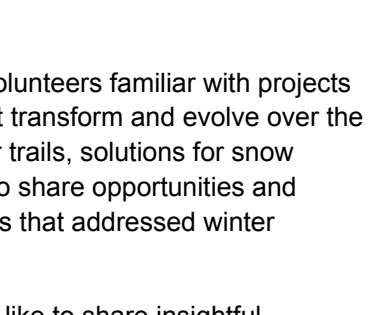 olunteers familiar with projects
t transform and evolve over the
trails, solutions for snow
o share opportunities and
s that addressed winter
like to share insightful